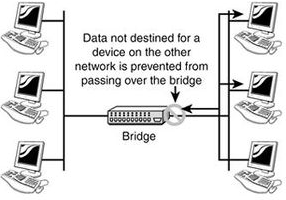 Data not destined for a
device on the other
network is prevented from
passing over the bridge
Bridge